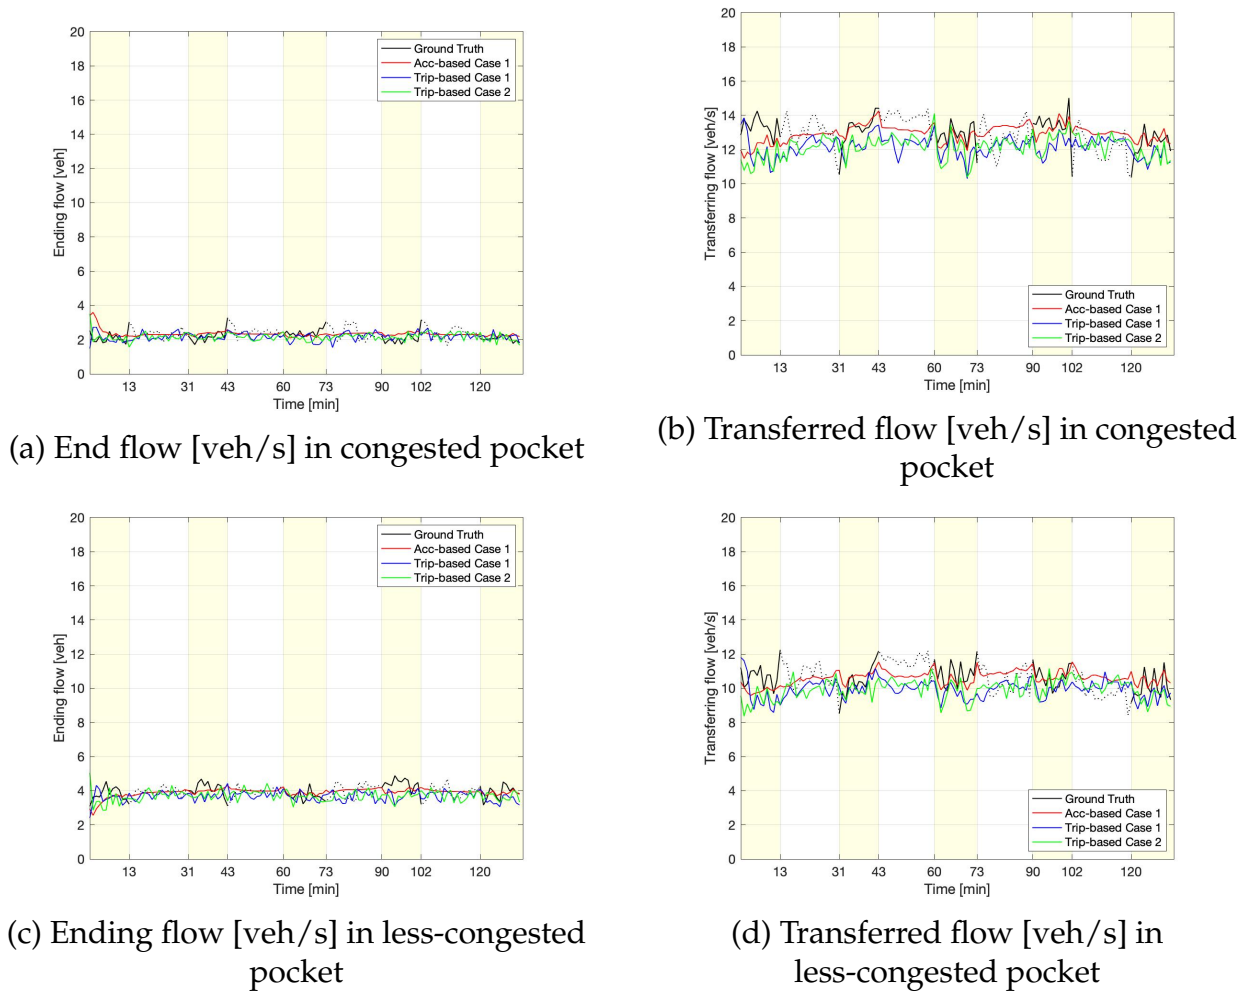 20
18
16
14
12
10
8
6
4
2
0
Ending flow [veh]
Ground Truth
Acc-based Case 1
Trip-based Case 1
Trip-based Case 2
13 31 43 60 73 90 102 120
Time [min]
(a) End flow [veh/s] in congested pocket
20
18
16
14
12
10
8
6
4
2
0
Transferring flow [veh/s]
Ground Truth
Acc-based Case 1
Trip-based Case 1
Trip-based Case 2
13 31 43 60 73 90 102 120
Time [min]
(b) Transferred flow [veh/s] in congested
pocket
20
18
16
14
12
10
8
6
4
2
0
Ending flow [veh]
Ground Truth
Acc-based Case 1
Trip-based Case 1
Trip-based Case 2
13 31 43 60 73 90 102 120
Time [min]
(c) Ending flow [veh/s] in less-congested
pocket
20
18
16
14
12
10
8
6
4
2
0
Transferring flow [veh/s]
Ground Truth
Acc-based Case 1
Trip-based Case 1
Trip-based Case 2
13 31 43 60 73 90 102 120
Time [min]
(d) Transferred flow [veh/s] in
less-congested pocket